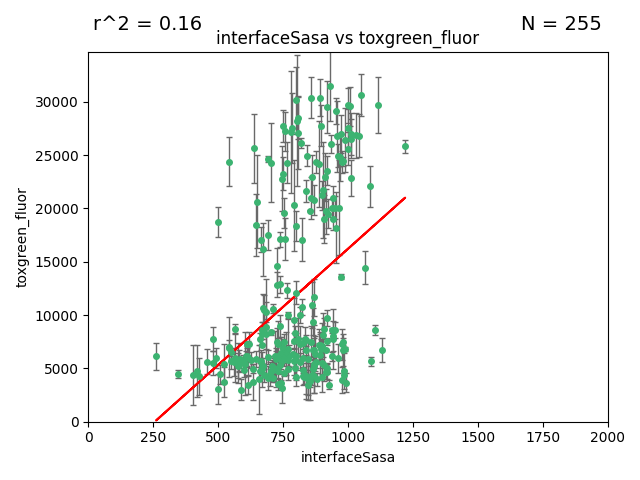 r^2 = 0.16 N = 255
interfaceSasa vs toxgreen_fluor
30000
25000
20000
15000
10000
5000
0
toxgreen_fluor
0 250 500 750 1000 1250 1500 1750 2000
interfaceSasa